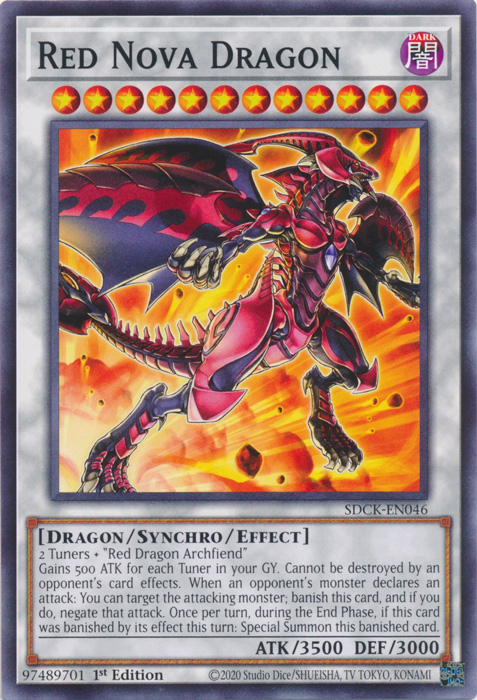 RED NOVA DRAGON
DARK
闇
SDCK-EN046
[DRAGON/SYNCHRO/EFFECT]
2 Tuners + "Red Dragon Archfiend"
Gains 500 ATK for each Tuner in your GY. Cannot be destroyed by an
opponent's card effects. When an opponent's monster declares an
attack: You can target the attacking monster; banish this card, and if you
do, negate that attack. Once per turn, during the End Phase, if this card
was banished by its effect this turn: Special Summon this banished card.
ATK/3500 DEF/3000
97489701 1st Edition ©2020 Studio Dice/SHUEISHA, TV TOKYO, KONAMI